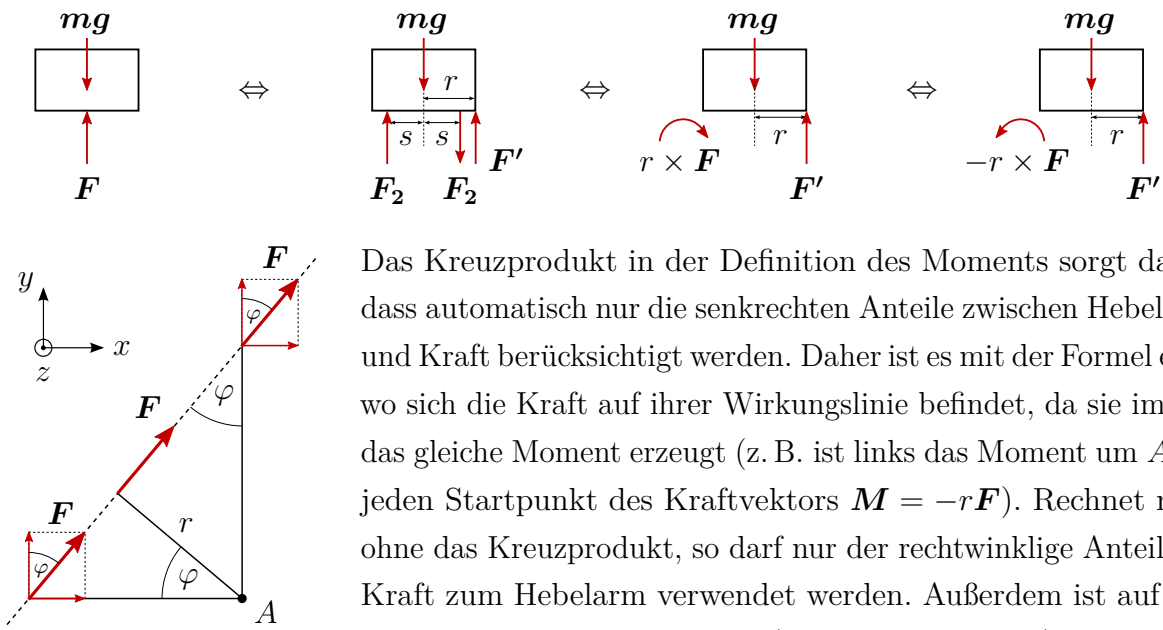 mg mg mg mg
⇔ ⇔ ⇔
r
s s r r
F' r × F −r × F
F F₂ F₂ F' F'
F Das Kreuzprodukt in der Definition des Moments sorgt
y
φ dass automatisch nur die senkrechten Anteile zwischen
x und Kraft berücksichtigt werden. Daher ist es mit der Formel
z
φ wo sich die Kraft auf ihrer Wirkungslinie befindet, da sie
F das gleiche Moment erzeugt (z. B. ist links das Moment um A
F r jeden Startpunkt des Kraftvektors M = −rF). Rechnet
φ φ ohne das Kreuzprodukt, so darf nur der rechtwinklige Anteil
A Kraft zum Hebelarm verwendet werden. Außerdem ist auf